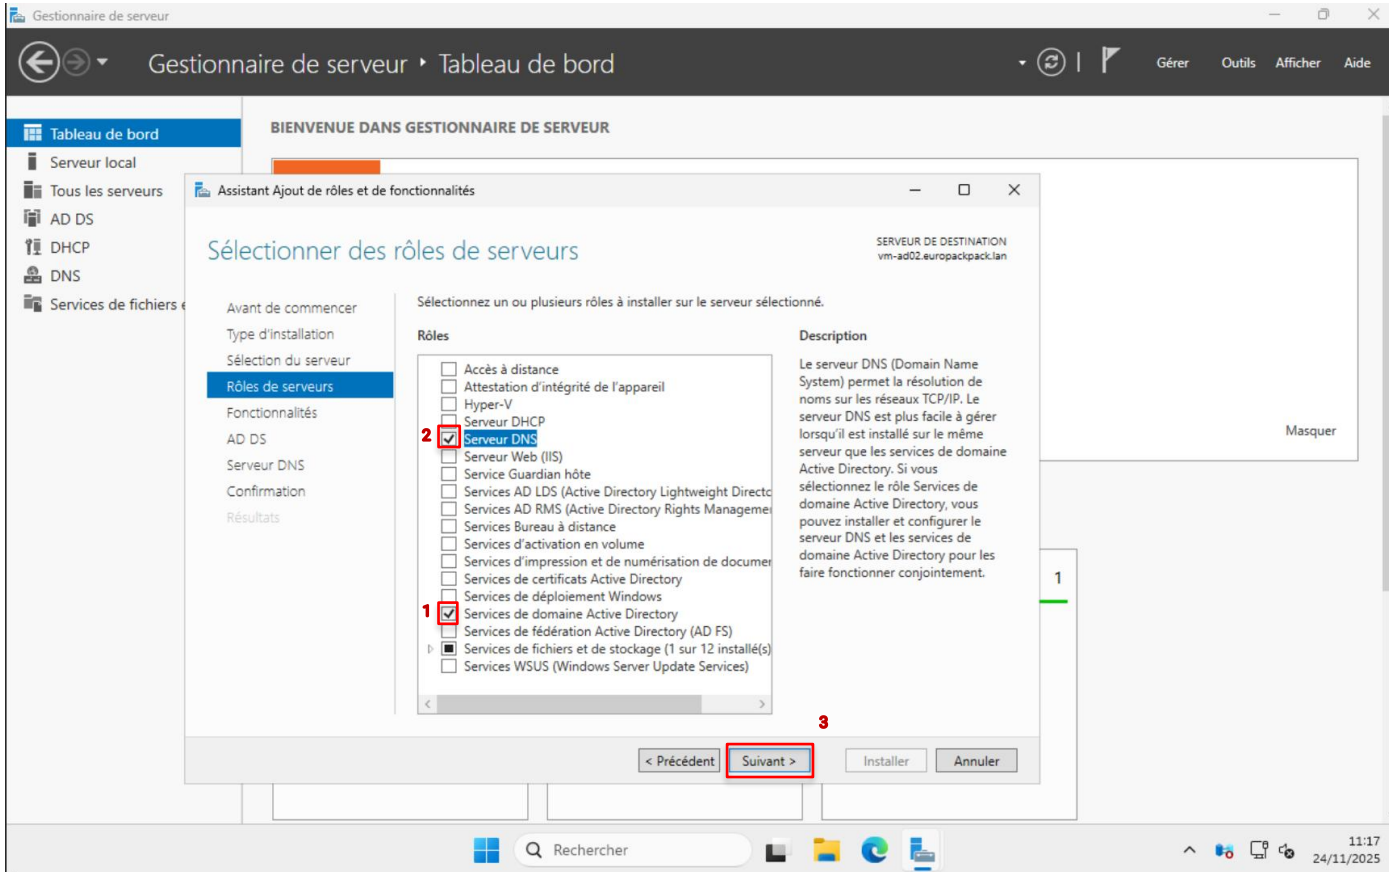 Gestionnaire de serveur
Gestionnaire de serveur ‣ Tableau de bord
Gérer
Outils
Afficher
Aide
Tableau de bord
Serveur local
Tous les serveurs
AD DS
DHCP
DNS
Services de fichiers
BIENVENUE DANS GESTIONNAIRE DE SERVEUR
Masquer
1
Assistant Ajout de rôles et de fonctionnalités
Sélectionner des rôles de serveurs
SERVEUR DE DESTINATION
vm-ad02.europackpack.lan
Avant de commencer
Type d'installation
Sélection du serveur
Rôles de serveurs
Fonctionnalités
AD DS
Serveur DNS
Confirmation
Résultats
Sélectionnez un ou plusieurs rôles à installer sur le serveur sélectionné.
Rôles
Accès à distance
Attestation d'intégrité de l'appareil
Hyper-V
Serveur DHCP
2 Serveur DNS
Serveur Web (IIS)
Service Guardian hôte
Services AD LDS (Active Directory Lightweight Directc
Services AD RMS (Active Directory Rights Managemer
Services Bureau à distance
Services d'activation en volume
Services d'impression et de numérisation de documer
Services de certificats Active Directory
Services de déploiement Windows
1 Services de domaine Active Directory
Services de fédération Active Directory (AD FS)
Services de fichiers et de stockage (1 sur 12 installé(s)
Services WSUS (Windows Server Update Services)
Description
Le serveur DNS (Domain Name
System) permet la résolution de
noms sur les réseaux TCP/IP. Le
serveur DNS est plus facile à gérer
lorsqu'il est installé sur le même
serveur que les services de domaine
Active Directory. Si vous
sélectionnez le rôle Services de
domaine Active Directory, vous
pouvez installer et configurer le
serveur DNS et les services de
domaine Active Directory pour les
faire fonctionner conjointement.
3
< Précédent
Suivant >
Installer
Annuler
Rechercher
11:17
24/11/2025